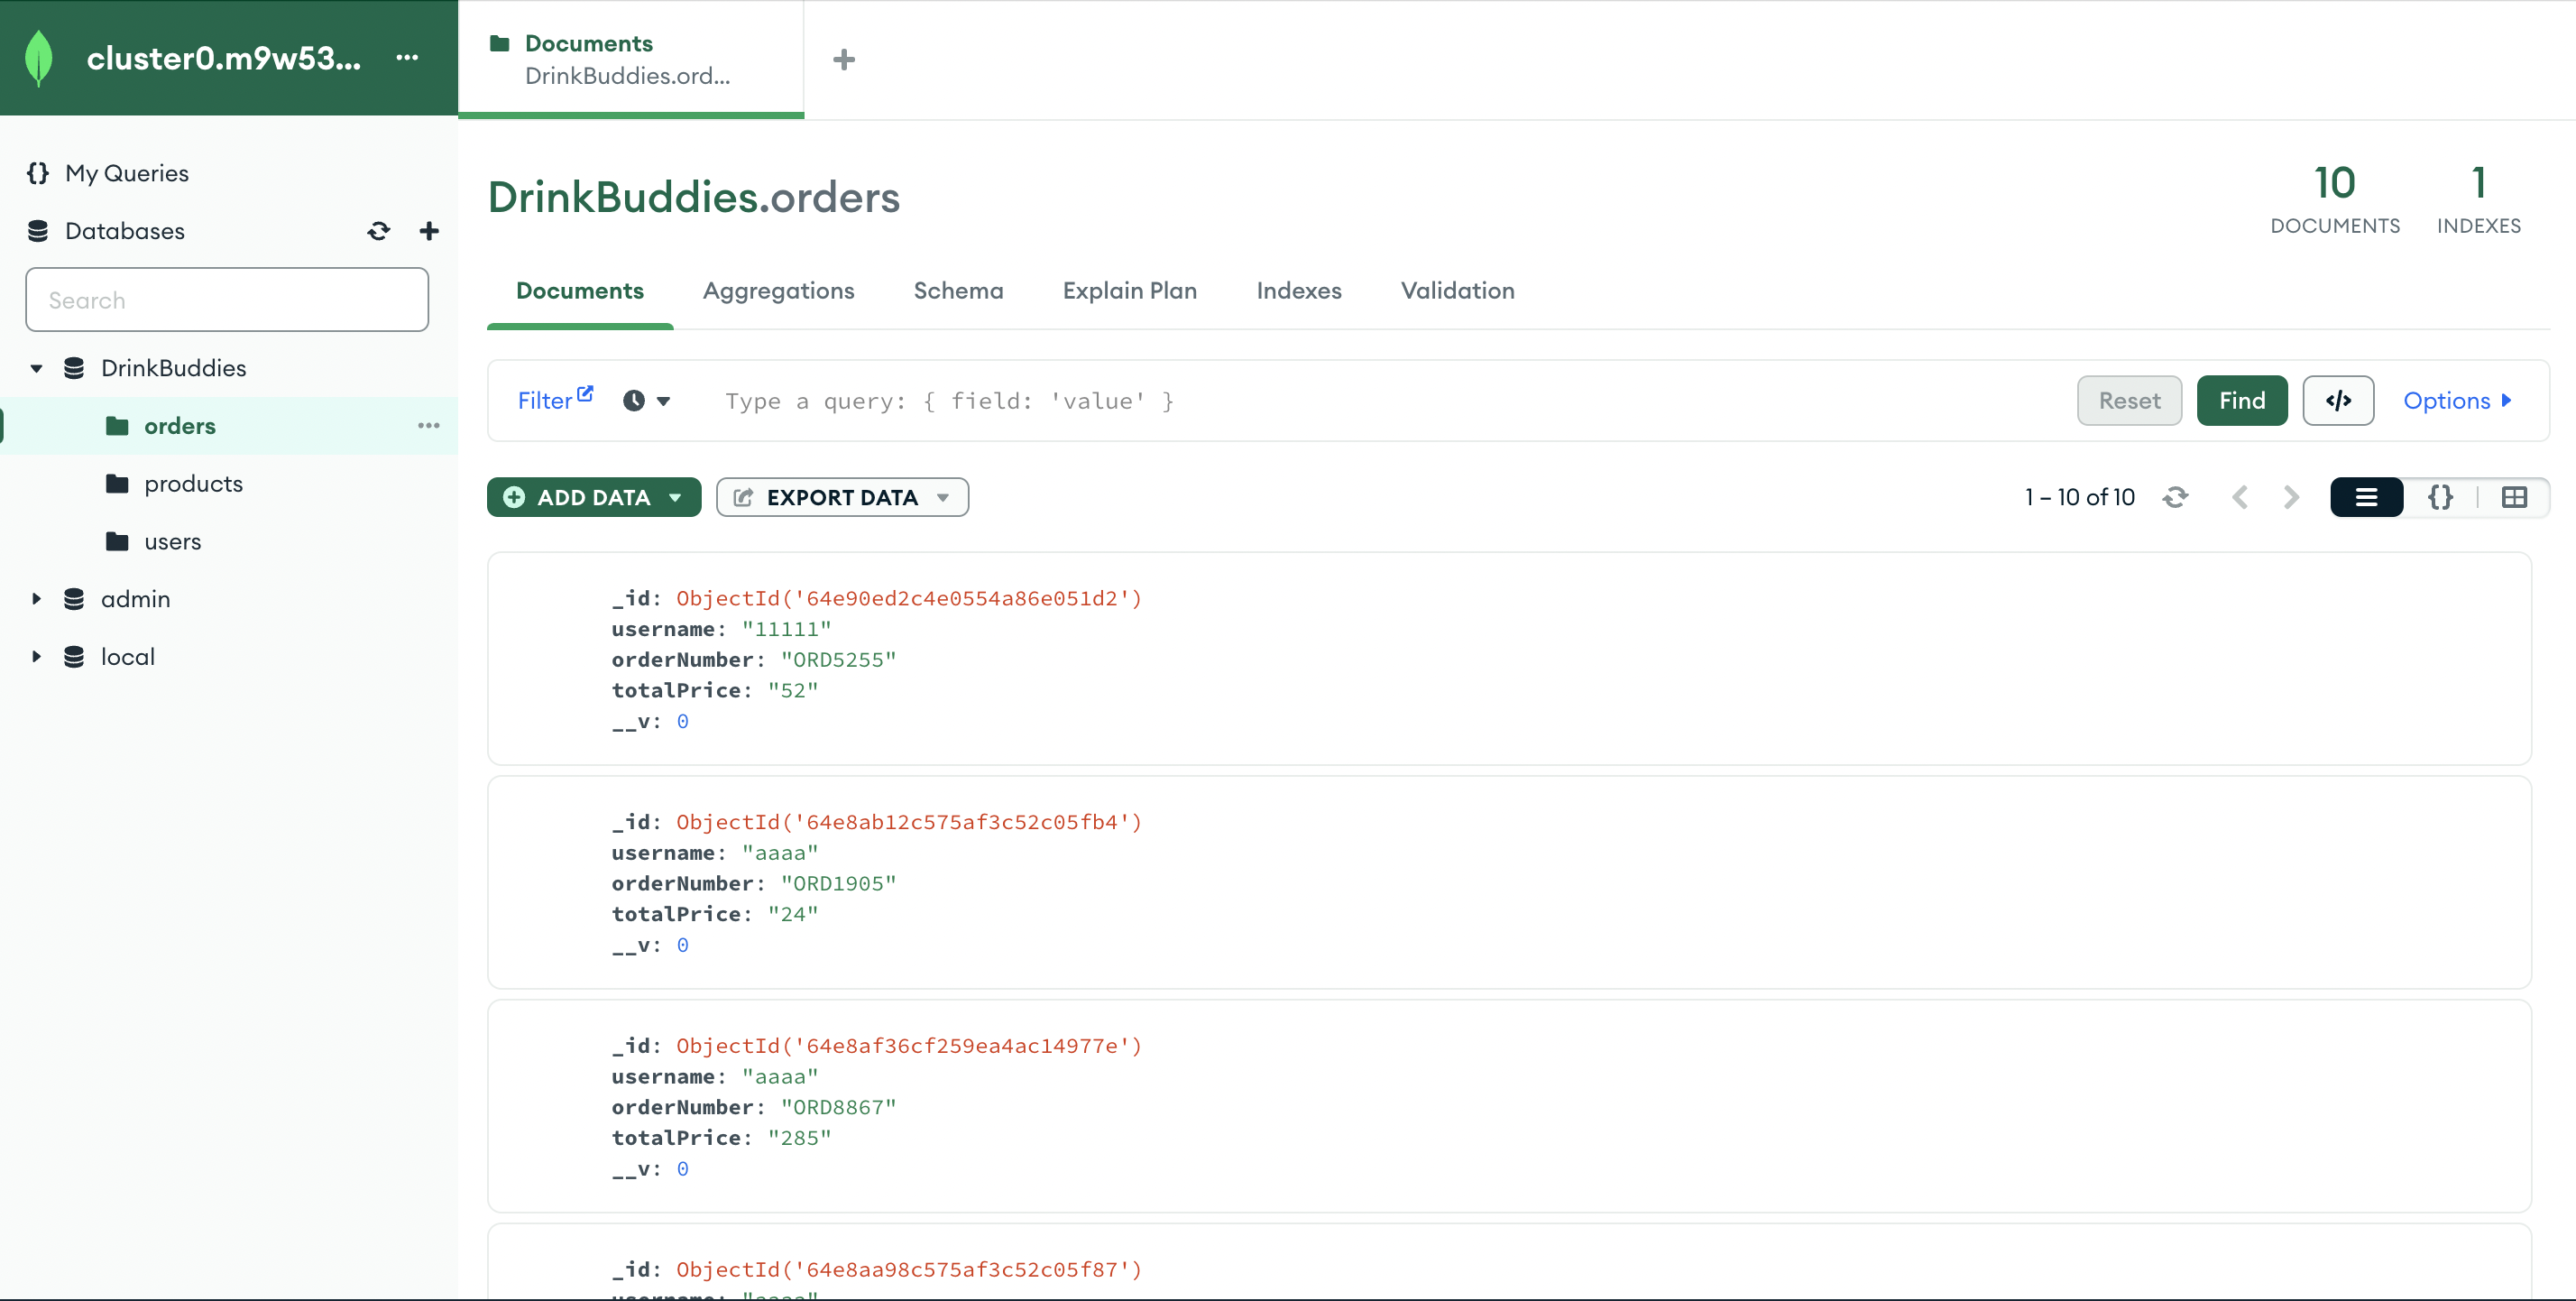 cluster0.m9w53... ...
Documents
DrinkBuddies.ord...
My Queries
Databases
Search
DrinkBuddies
orders
products
users
admin
local
DrinkBuddies.orders
10
DOCUMENTS
1
INDEXES
Documents Aggregations Schema Explain Plan Indexes Validation
Filter Type a query: { field: 'value' } Reset Find </> Options
ADD DATA EXPORT DATA 1 – 10 of 10 {}
_id: ObjectId('64e90ed2c4e0554a86e051d2')
username: "11111"
orderNumber: "ORD5255"
totalPrice: "52"
__v: 0
_id: ObjectId('64e8ab12c575af3c52c05fb4')
username: "aaaa"
orderNumber: "ORD1905"
totalPrice: "24"
__v: 0
_id: ObjectId('64e8af36cf259ea4ac14977e')
username: "aaaa"
orderNumber: "ORD8867"
totalPrice: "285"
__v: 0
_id: ObjectId('64e8aa98c575af3c52c05f87')
username: "aaaa"